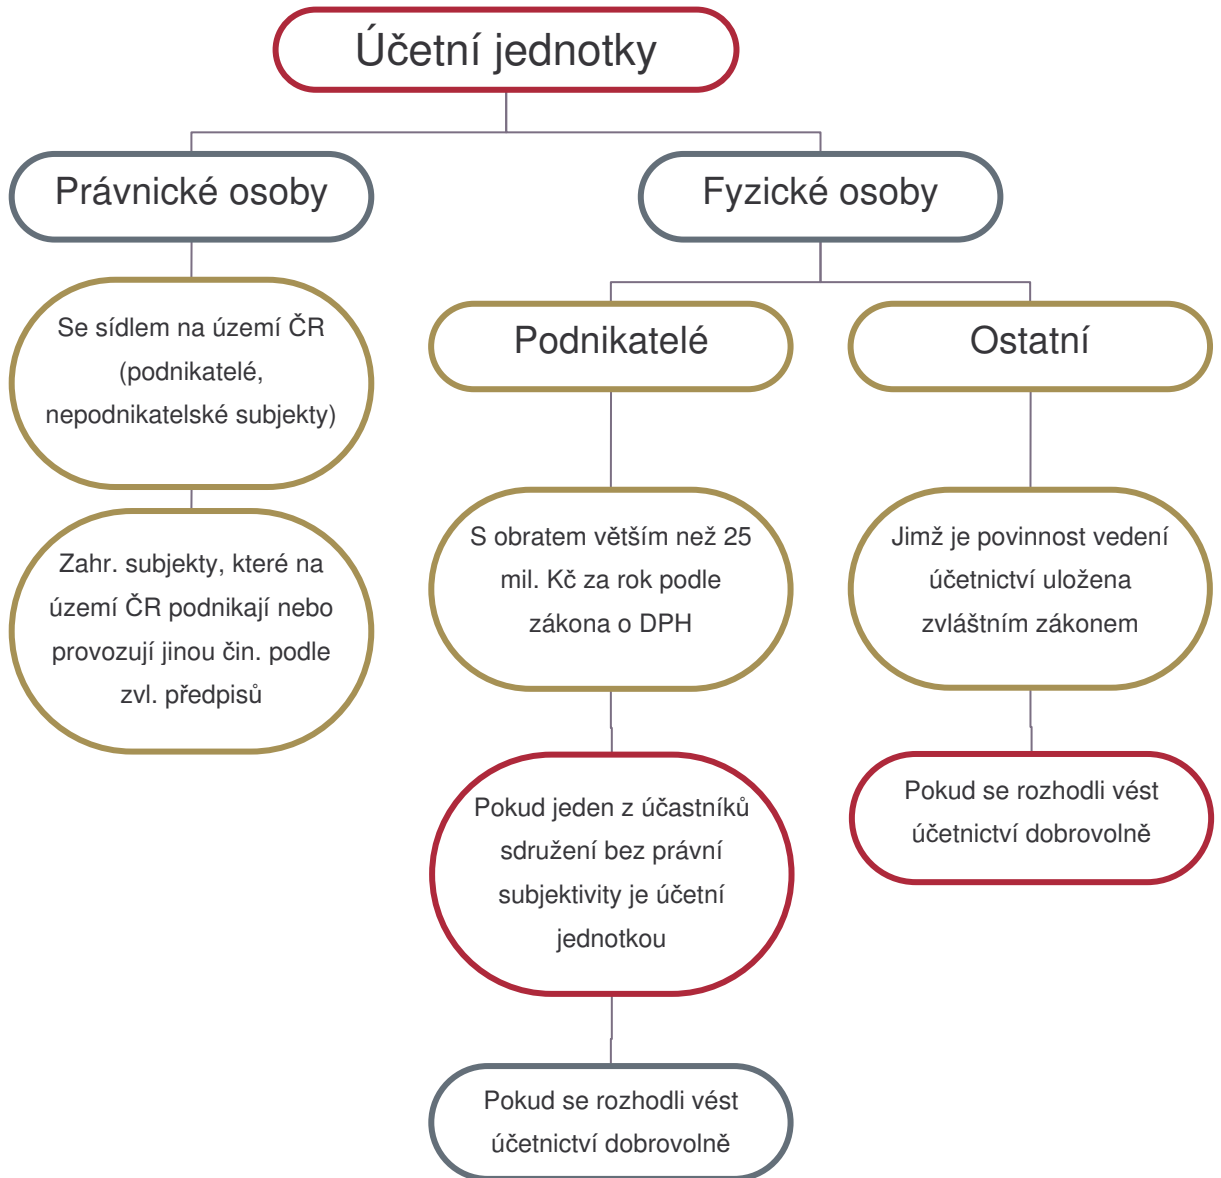 Účetní jednotky
Právnické osoby
Fyzické osoby
Se sídlem na území ČR
(podnikatelé,
nepodnikatelské subjekty)
Podnikatelé
Ostatní
Zahr. subjekty, které na
území ČR podnikají nebo
provozují jinou čin. podle
zvl. předpisů
S obratem větším než 25
mil. Kč za rok podle
zákona o DPH
Jimž je povinnost vedení
účetnictví uložena
zvláštním zákonem
Pokud jeden z účastníků
sdružení bez právní
subjektivity je účetní
jednotkou
Pokud se rozhodli vést
účetnictví dobrovolně
Pokud se rozhodli vést
účetnictví dobrovolně